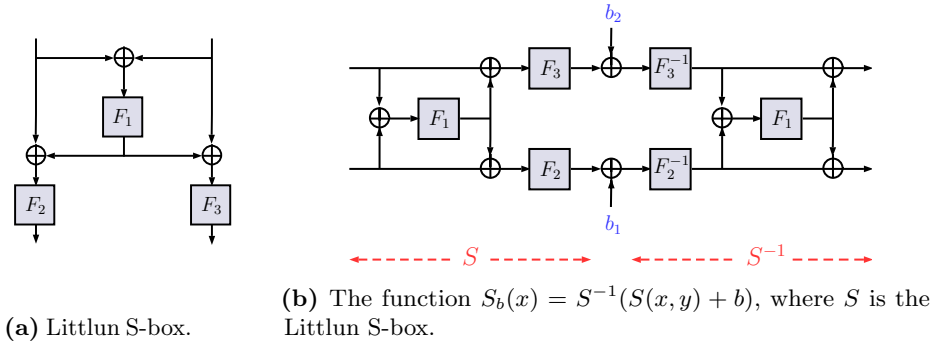 b₂
F₃ F₃⁻¹
F₁ F₁ F₁
F₂ F₃ F₂ F₂⁻¹
b₁
S S⁻¹
(b) The function S_b(x) = S⁻¹(S(x, y) + b), where S is the
(a) Littlun S-box. Littlun S-box.